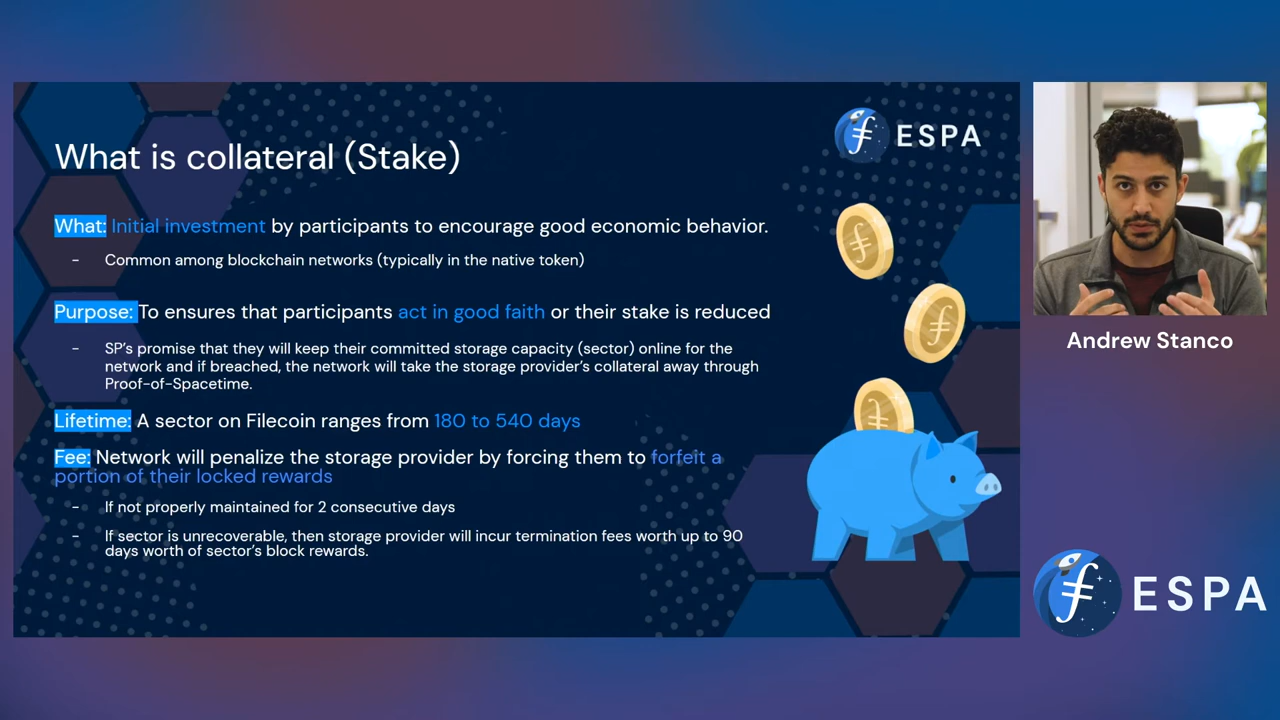 What is collateral (Stake)
ESPA
What: Initial investment by participants to encourage good economic behavior.
- Common among blockchain networks (typically in the native token)
Purpose: To ensures that participants act in good faith or their stake is reduced
- SP's promise that they will keep their committed storage capacity (sector) online for the
network and if breached, the network will take the storage provider's collateral away through
Proof-of-Spacetime.
Lifetime: A sector on Filecoin ranges from 180 to 540 days
Fee: Network will penalize the storage provider by forcing them to forfeit a
portion of their locked rewards
- If not properly maintained for 2 consecutive days
- If sector is unrecoverable, then storage provider will incur termination fees worth up to 90
days worth of sector's block rewards.
Andrew Stanco
ESPA